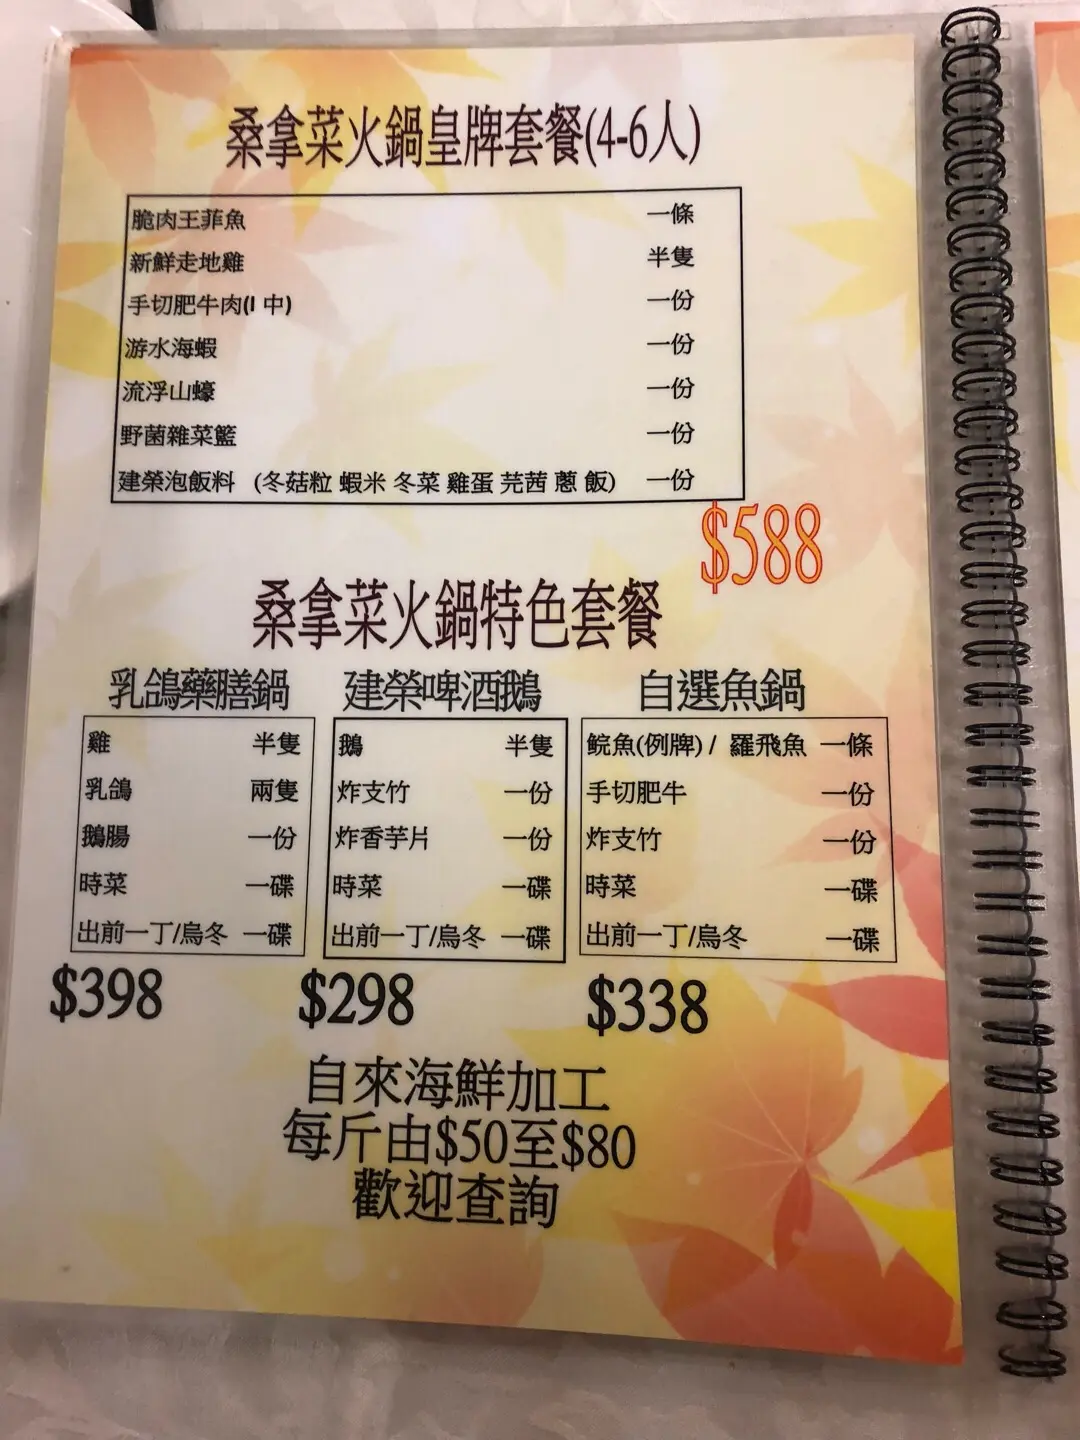 桑拿菜火鍋皇牌套餐(4-6人)
脆肉王菲魚 一條
新鮮走地雞 半隻
手切肥牛肉(1 中) 一份
游水海蝦 一份
流浮山蠔 一份
野菌雜菜籃 一份
建榮泡飯料 (冬菇粒 蝦米 冬菜 雞蛋 芫茜 蔥 飯) 一份
$588
桑拿菜火鍋特色套餐
乳鴿藥膳鍋
雞 半隻
乳鴿 兩隻
鵝腸 一份
時菜 一碟
出前一丁/烏冬 一碟
$398
建榮啤酒鵝
鵝 半隻
炸支竹 一份
炸香芋片 一份
時菜 一碟
出前一丁/烏冬 一碟
$298
自選魚鍋
鯇魚(例牌) / 羅飛魚 一條
手切肥牛 一份
炸支竹 一份
時菜 一碟
出前一丁/烏冬 一碟
$338
自來海鮮加工
每斤由$50至$80
歡迎查詢